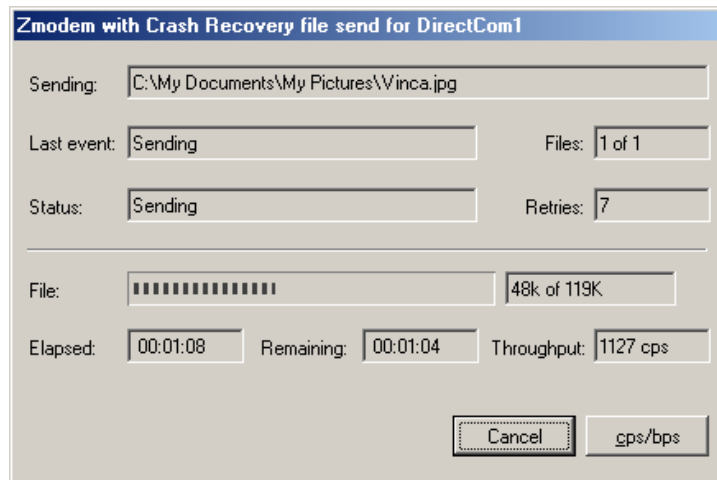 Zmodem with Crash Recovery file send for DirectCom1
Sending: C:\My Documents\My Pictures\Vinca.jpg
Last event: Sending Files: 1 of 1
Status: Sending Retries: 7
File: 48k of 119K
Elapsed: 00:01:08 Remaining: 00:01:04 Throughput: 1127 cps
Cancel cps/bps